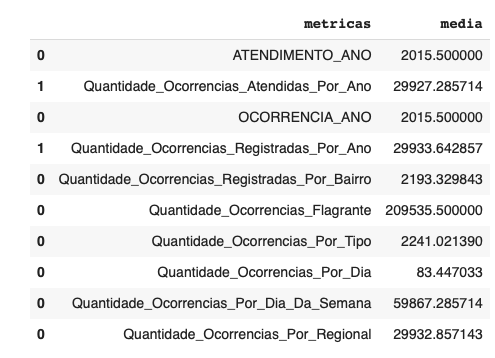 metricas media
0 ATENDIMENTO_ANO 2015.500000
1 Quantidade_Ocorrencias_Atendidas_Por_Ano 29927.285714
0 OCORRENCIA_ANO 2015.500000
1 Quantidade_Ocorrencias_Registradas_Por_Ano 29933.642857
0 Quantidade_Ocorrencias_Registradas_Por_Bairro 2193.329843
0 Quantidade_Ocorrencias_Flagrante 209535.500000
0 Quantidade_Ocorrencias_Por_Tipo 2241.021390
0 Quantidade_Ocorrencias_Por_Dia 83.447033
0 Quantidade_Ocorrencias_Por_Dia_Da_Semana 59867.285714
0 Quantidade_Ocorrencias_Por_Regional 29932.857143